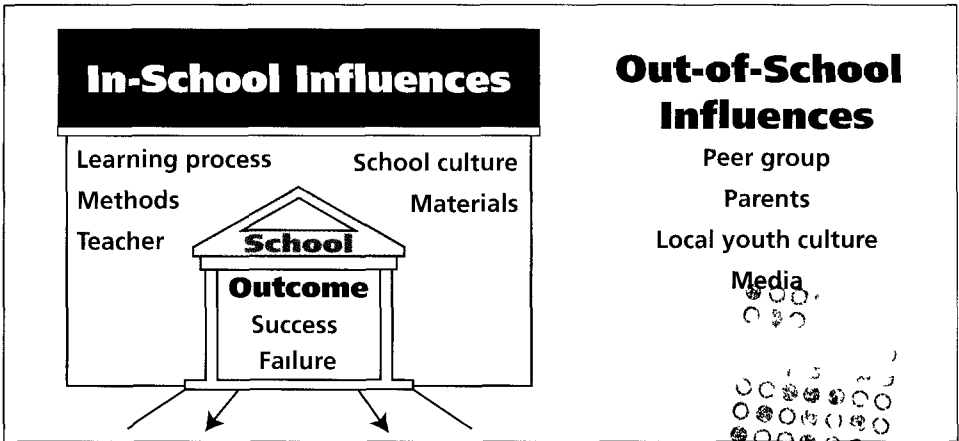 In-School Influences
Learning process
School culture
Methods
Materials
Teacher
School
Outcome
Success
Failure
Out-of-School
Influences
Peer group
Parents
Local youth culture
Media